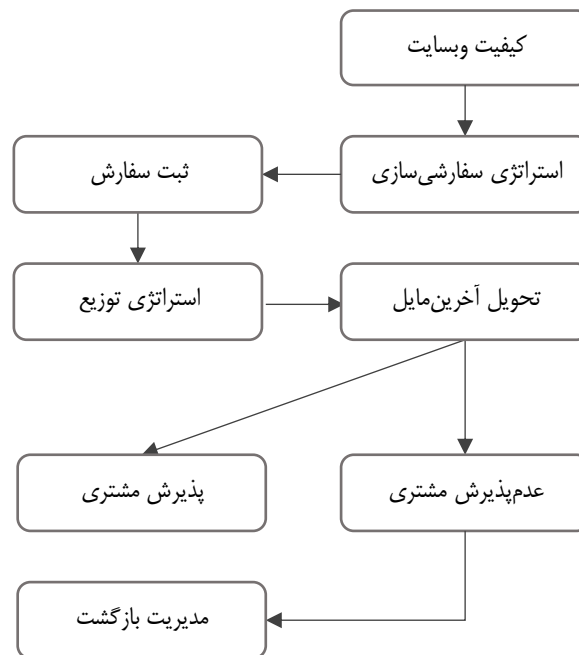 کیفیت وبسایت
استراتژی سفارشی‌سازی
ثبت سفارش
استراتژی توزیع
تحویل آخرین‌مایل
پذیرش مشتری
عدم‌پذیرش مشتری
مدیریت بازگشت